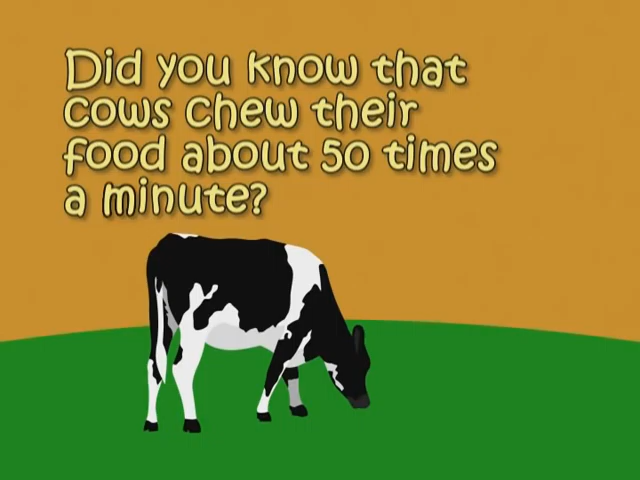 Did you know that
cows chew their
food about 50 times
a minute?